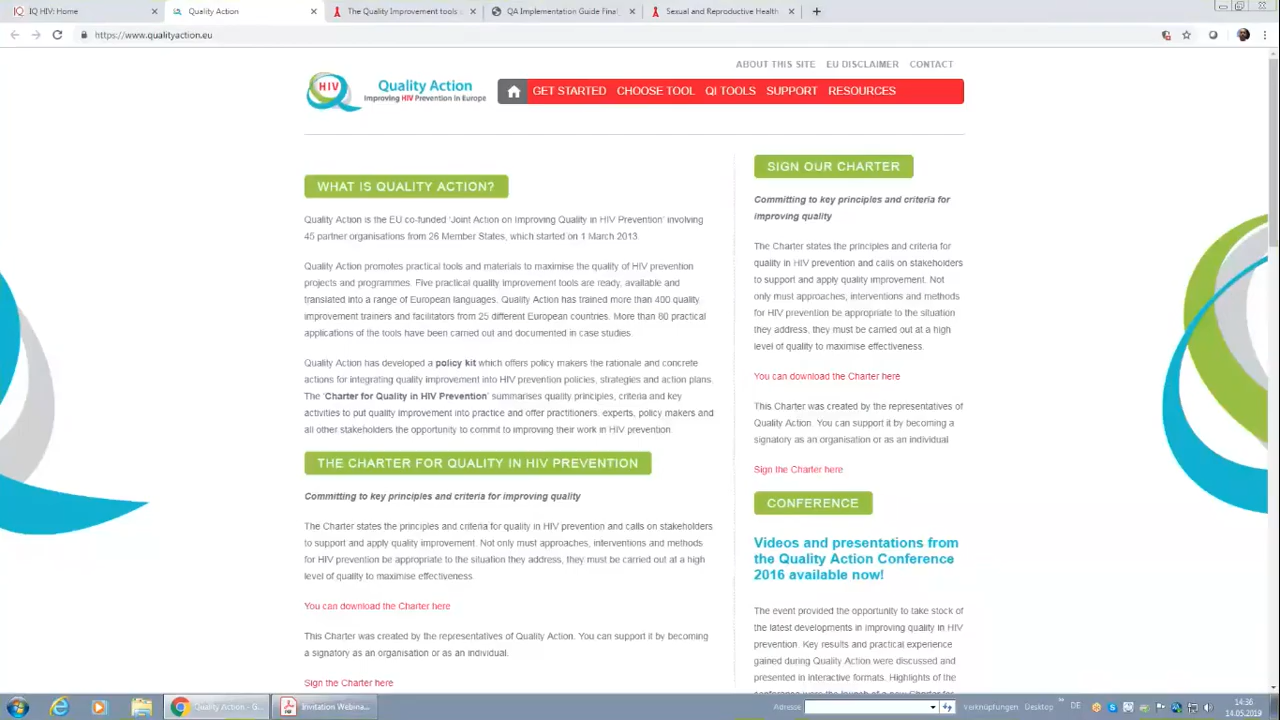 IQ HIV: Home
Quality Action
The Quality Improvement tools
QA Implementation Guide Final
Sexual and Reproductive Health
https://www.qualityaction.eu
ABOUT THIS SITE EU DISCLAIMER CONTACT
HIV
Quality Action
Improving HIV Prevention in Europe
GET STARTED CHOOSE TOOL QI TOOLS SUPPORT RESOURCES
WHAT IS QUALITY ACTION?
Quality Action is the EU co-funded 'Joint Action on Improving Quality in HIV Prevention' involving
45 partner organisations from 26 Member States, which started on 1 March 2013.
Quality Action promotes practical tools and materials to maximise the quality of HIV prevention
projects and programmes. Five practical quality improvement tools are ready, available and
translated into a range of European languages. Quality Action has trained more than 400 quality
improvement trainers and facilitators from 25 different European countries. More than 80 practical
applications of the tools have been carried out and documented in case studies.
Quality Action has developed a policy kit which offers policy makers the rationale and concrete
actions for integrating quality improvement into HIV prevention policies, strategies and action plans.
The 'Charter for Quality in HIV Prevention' summarises quality principles, criteria and key
activities to put quality improvement into practice and offer practitioners, experts, policy makers and
all other stakeholders the opportunity to commit to improving their work in HIV prevention.
THE CHARTER FOR QUALITY IN HIV PREVENTION
Committing to key principles and criteria for improving quality
The Charter states the principles and criteria for quality in HIV prevention and calls on stakeholders
to support and apply quality improvement. Not only must approaches, interventions and methods
for HIV prevention be appropriate to the situation they address, they must be carried out at a high
level of quality to maximise effectiveness.
You can download the Charter here
This Charter was created by the representatives of Quality Action. You can support it by becoming
a signatory as an organisation or as an individual.
Sign the Charter here
SIGN OUR CHARTER
Committing to key principles and criteria for
improving quality
The Charter states the principles and criteria for
quality in HIV prevention and calls on stakeholders
to support and apply quality improvement. Not
only must approaches, interventions and methods
for HIV prevention be appropriate to the situation
they address, they must be carried out at a high
level of quality to maximise effectiveness.
You can download the Charter here
This Charter was created by the representatives of
Quality Action. You can support it by becoming a
signatory as an organisation or as an individual
Sign the Charter here
CONFERENCE
Videos and presentations from
the Quality Action Conference
2016 available now!
The event provided the opportunity to take stock of
the latest developments in improving quality in HIV
prevention. Key results and practical experience
gained during Quality Action were discussed and
presented in interactive formats. Highlights of the
conference were the launch of a new Charter for
Quality Action - G...
Invitation Webina...
Adresse
Verknüpfungen Desktop » DE
14:36
14.05.2019